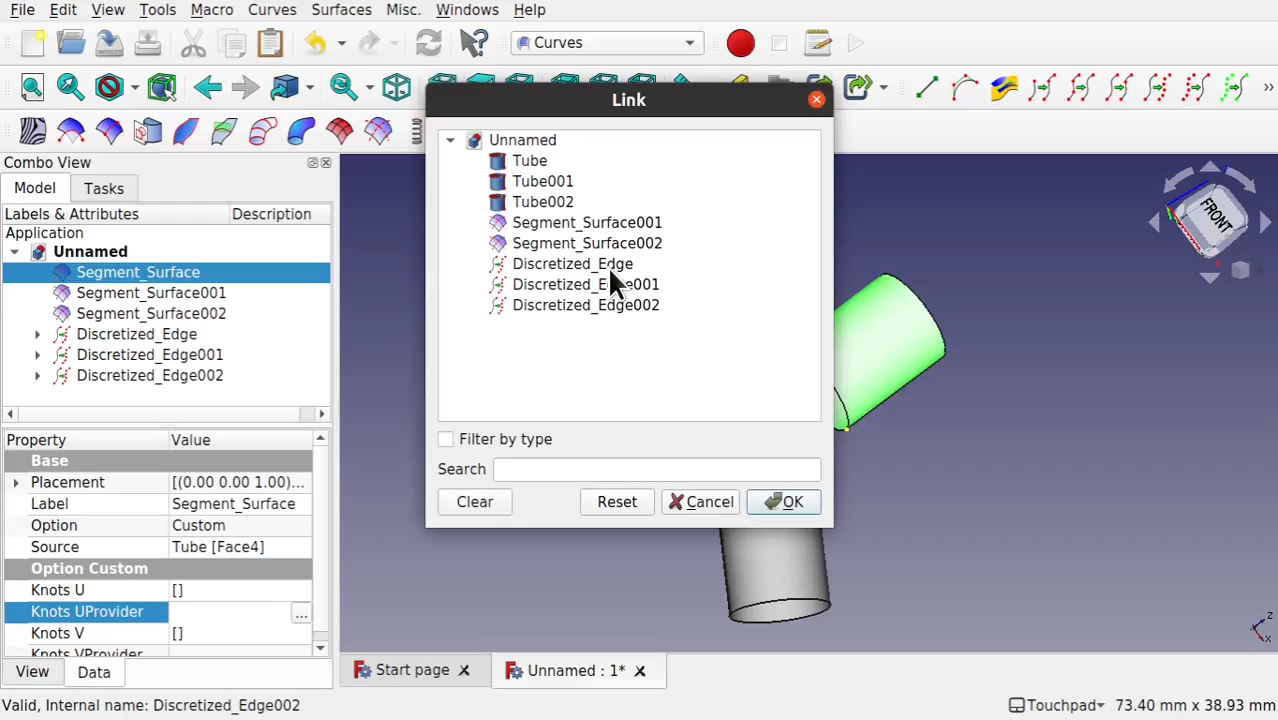 File Edit View Tools Macro Curves Surfaces Misc. Windows Help
Curves
»
Link
Combo View
Model Tasks
Labels & Attributes Description
Application
Unnamed
Segment_Surface
Segment_Surface001
Segment_Surface002
Discretized_Edge
Discretized_Edge001
Discretized_Edge002
Property Value
Base
Placement [(0.00 0.00 1.00)...
Label Segment_Surface
Option Custom
Source Tube [Face4]
Option Custom
Knots U []
Knots UProvider ...
Knots V []
Knots VProvider
View Data
Unnamed
Tube
Tube001
Tube002
Segment_Surface001
Segment_Surface002
Discretized_Edge
Discretized_Edge001
Discretized_Edge002
Filter by type
Search
Clear Reset Cancel OK
FRONT
Z
X
Start page Unnamed : 1*
Valid, Internal name: Discretized_Edge002 Touchpad 73.40 mm x 38.93 mm